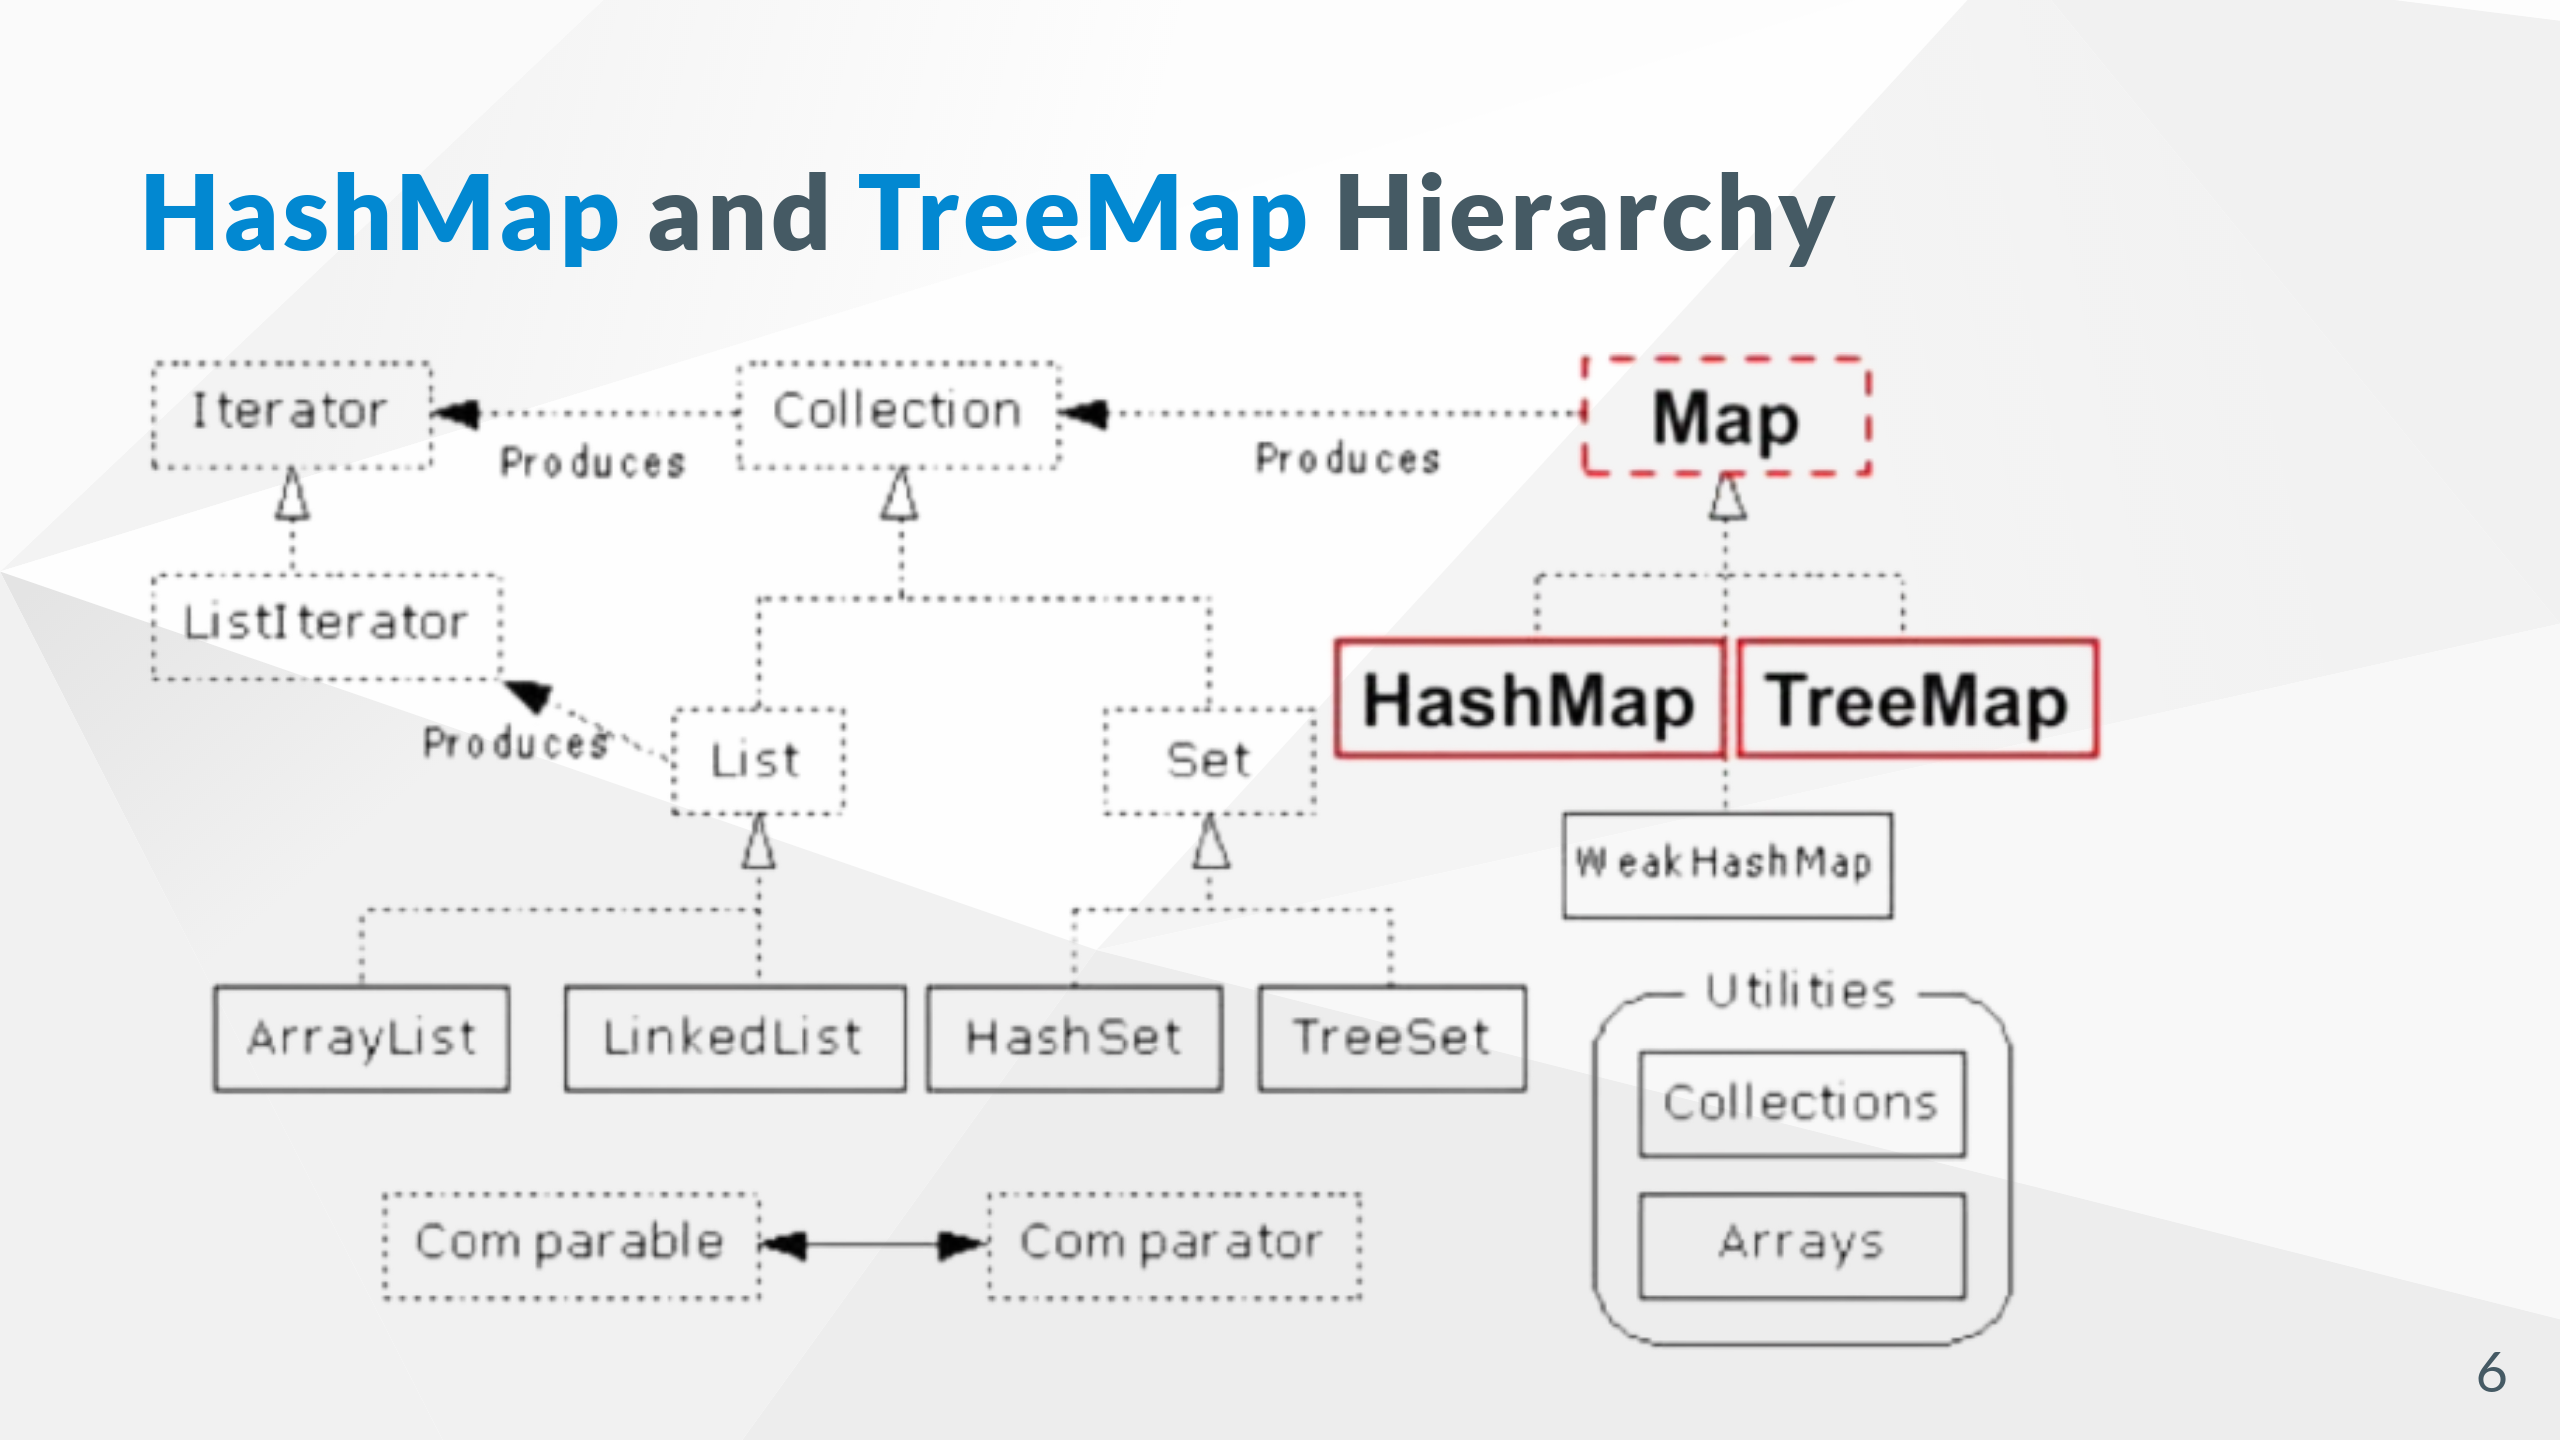 HashMap and TreeMap Hierarchy
Iterator
Collection
Map
Produces
Produces
ListIterator
Produces
List
Set
HashMap
TreeMap
WeakHashMap
ArrayList
LinkedList
HashSet
TreeSet
Utilities
Collections
Arrays
Comparable
Comparator
6